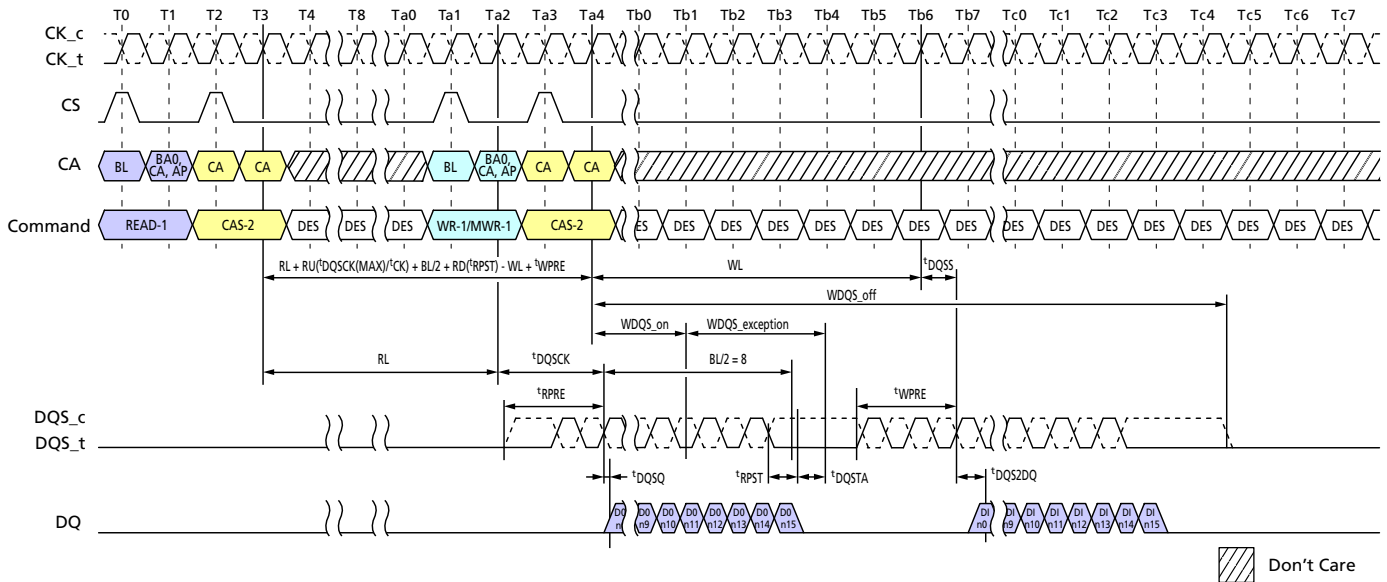 T0 T1 T2 T3 T4 T8 Ta0 Ta1 Ta2 Ta3 Ta4 Tb0 Tb1 Tb2 Tb3 Tb4 Tb5 Tb6 Tb7 Tc0 Tc1 Tc2 Tc3 Tc4 Tc5 Tc6 Tc7
CK_c
CK_t
CS
CA
BL BA0, CA, AP CA CA BL BA0, CA, AP CA CA
Command READ-1 CAS-2 DES DES DES WR-1/MWR-1 CAS-2 DES DES DES DES DES DES DES DES DES DES DES DES DES DES DES DES
RL + RU(tDQSCK(MAX)/tCK) + BL/2 + RD(tRPST) - WL + tWPRE WL tDQSS
WDQS_off
WDQS_on WDQS_exception
RL tDQSCK BL/2 = 8
tRPRE tWPRE
DQS_c
DQS_t
tDQSQ tRPST tDQSTA tDQS2DQ
DQ
D0 D0 D0 D0 D0 D0 D0 D0 DI DI DI DI DI DI DI DI
n n9 n10 n11 n12 n13 n14 n15 n0 n9 n10 n11 n12 n13 n14 n15
Don't Care